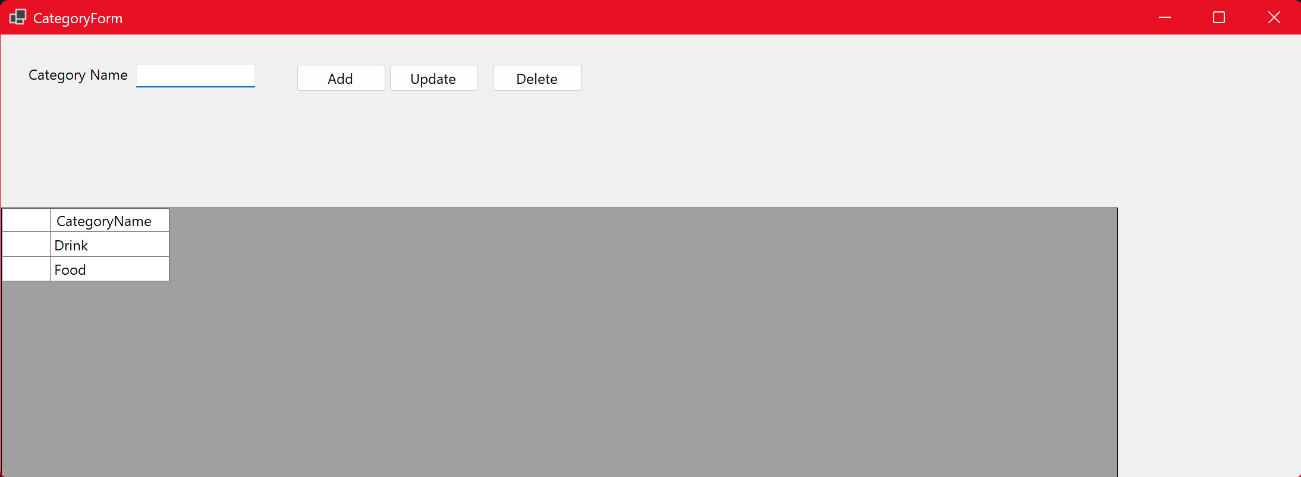 CategoryForm
Category Name Add Update Delete
CategoryName
Drink
Food